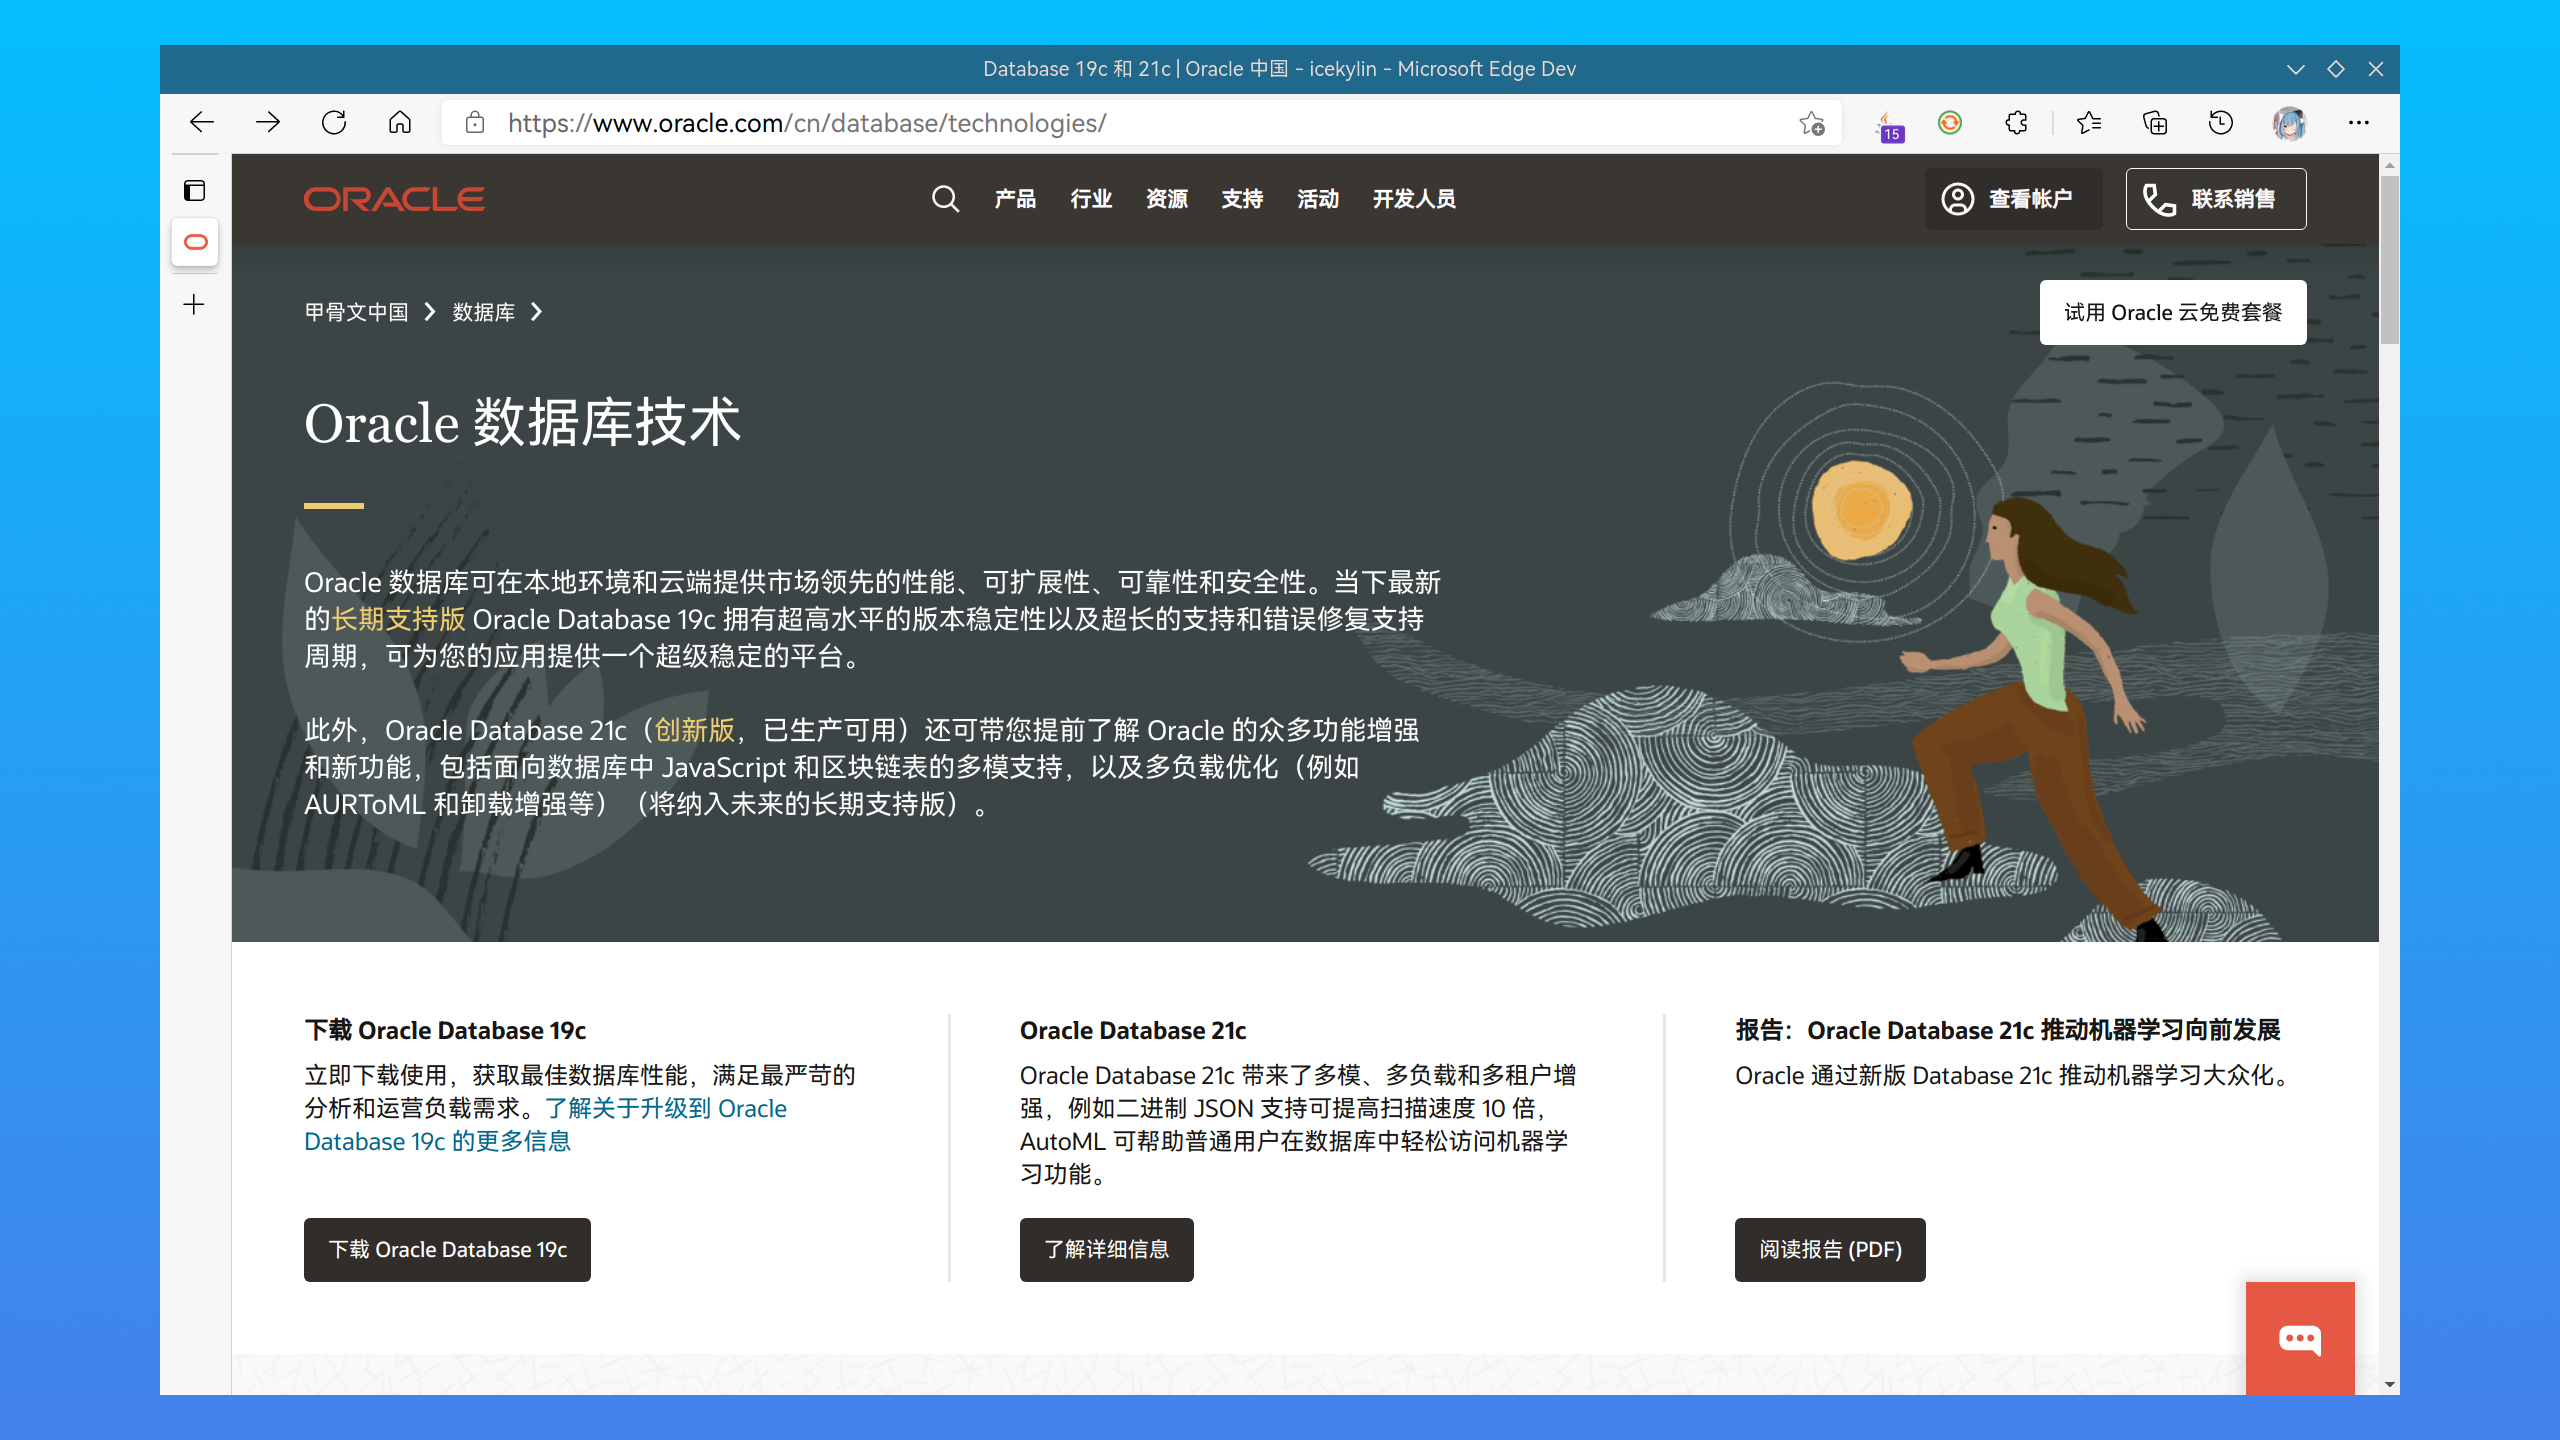 Database 19c 和 21c | Oracle 中国 - icekylin - Microsoft Edge Dev
https://www.oracle.com/cn/database/technologies/
15
ORACLE
产品 行业 资源 支持 活动 开发人员
查看帐户
联系销售
甲骨文中国 数据库
试用 Oracle 云免费套餐
Oracle 数据库技术
Oracle 数据库可在本地环境和云端提供市场领先的性能、可扩展性、可靠性和安全性。当下最新
的长期支持版 Oracle Database 19c 拥有超高水平的版本稳定性以及超长的支持和错误修复支持
周期，可为您的应用提供一个超级稳定的平台。
此外，Oracle Database 21c（创新版，已生产可用）还可带您提前了解 Oracle 的众多功能增强
和新功能，包括面向数据库中 JavaScript 和区块链表的多模支持，以及多负载优化（例如
AURToML 和卸载增强等）（将纳入未来的长期支持版）。
下载 Oracle Database 19c
立即下载使用，获取最佳数据库性能，满足最严苛的
分析和运营负载需求。了解关于升级到 Oracle
Database 19c 的更多信息
下载 Oracle Database 19c
Oracle Database 21c
Oracle Database 21c 带来了多模、多负载和多租户增
强，例如二进制 JSON 支持可提高扫描速度 10 倍，
AutoML 可帮助普通用户在数据库中轻松访问机器学
习功能。
了解详细信息
报告：Oracle Database 21c 推动机器学习向前发展
Oracle 通过新版 Database 21c 推动机器学习大众化。
阅读报告 (PDF)